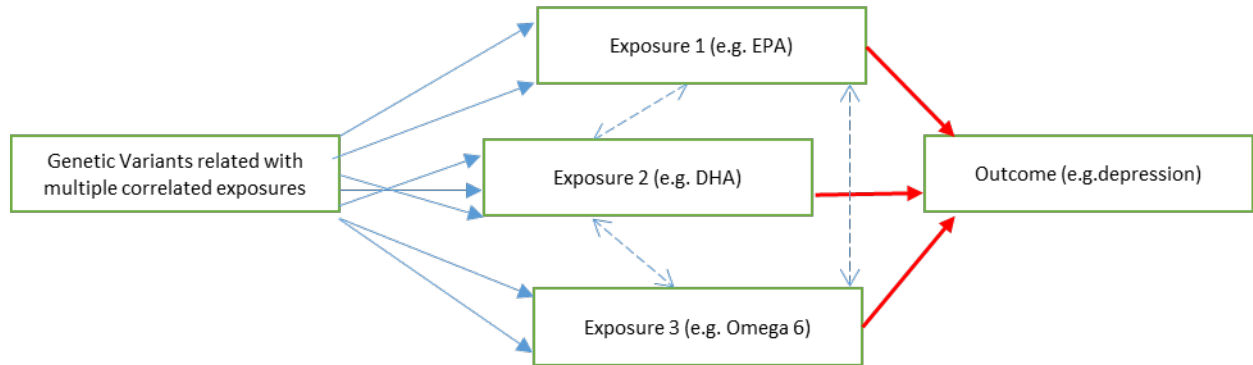 Exposure 1 (e.g. EPA)
Genetic Variants related with
multiple correlated exposures
Exposure 2 (e.g. DHA)
Outcome (e.g.depression)
Exposure 3 (e.g. Omega 6)